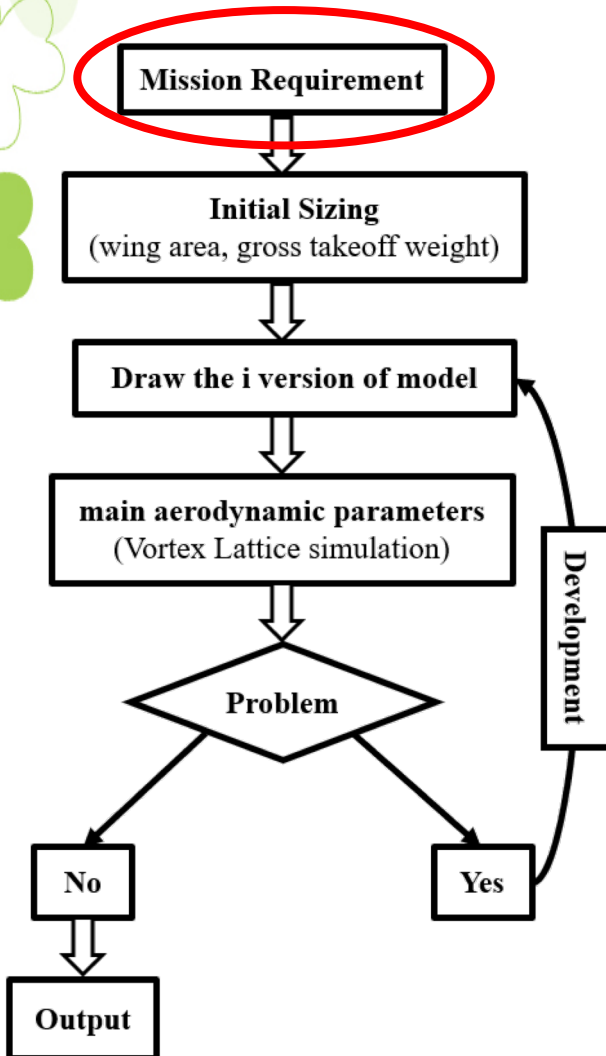 Mission Requirement
Initial Sizing
(wing area, gross takeoff weight)
Draw the i version of model
main aerodynamic parameters
(Vortex Lattice simulation)
Development
Problem
No
Yes
Output